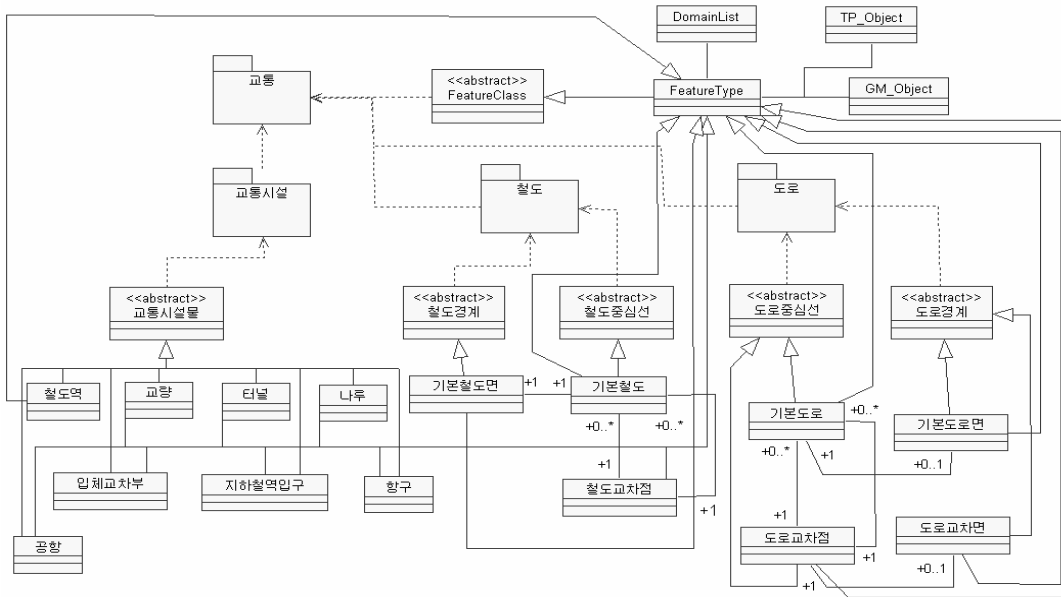 DomainList
TP_Object
교통
<<abstract>>
FeatureClass
FeatureType
GM_Object
교통시설
철도
도로
<<abstract>>
교통시설물
<<abstract>>
철도경계
<<abstract>>
철도중심선
<<abstract>>
도로중심선
<<abstract>>
도로경계
철도역
교량
터널
나루
기본철도면
+1
+1
기본철도
기본도로
+0..*
기본도로면
+0..*
+0..*
+0..*
+1
+0..1
+1
입체교차부
지하철역입구
항구
철도교차점
+1
+1
공항
도로교차점
+1
도로교차면
+1
+0..1